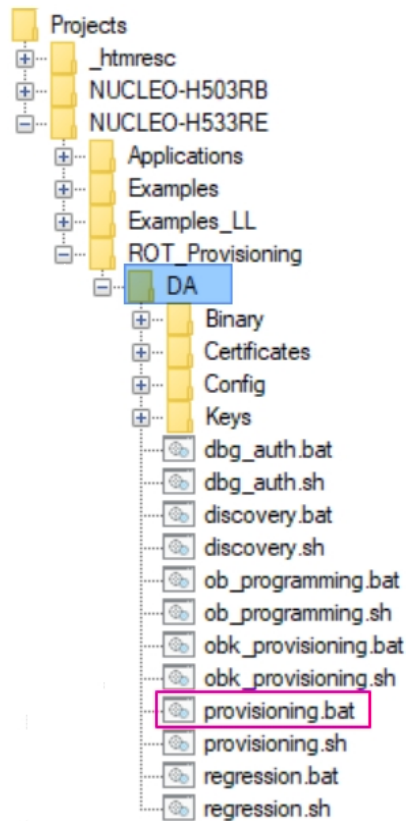 Projects
_htmresc
NUCLEO-H503RB
NUCLEO-H533RE
Applications
Examples
Examples_LL
ROT_Provisioning
DA
Binary
Certificates
Config
Keys
dbg_auth.bat
dbg_auth.sh
discovery.bat
discovery.sh
ob_programming.bat
ob_programming.sh
obk_provisioning.bat
obk_provisioning.sh
provisioning.bat
provisioning.sh
regression.bat
regression.sh